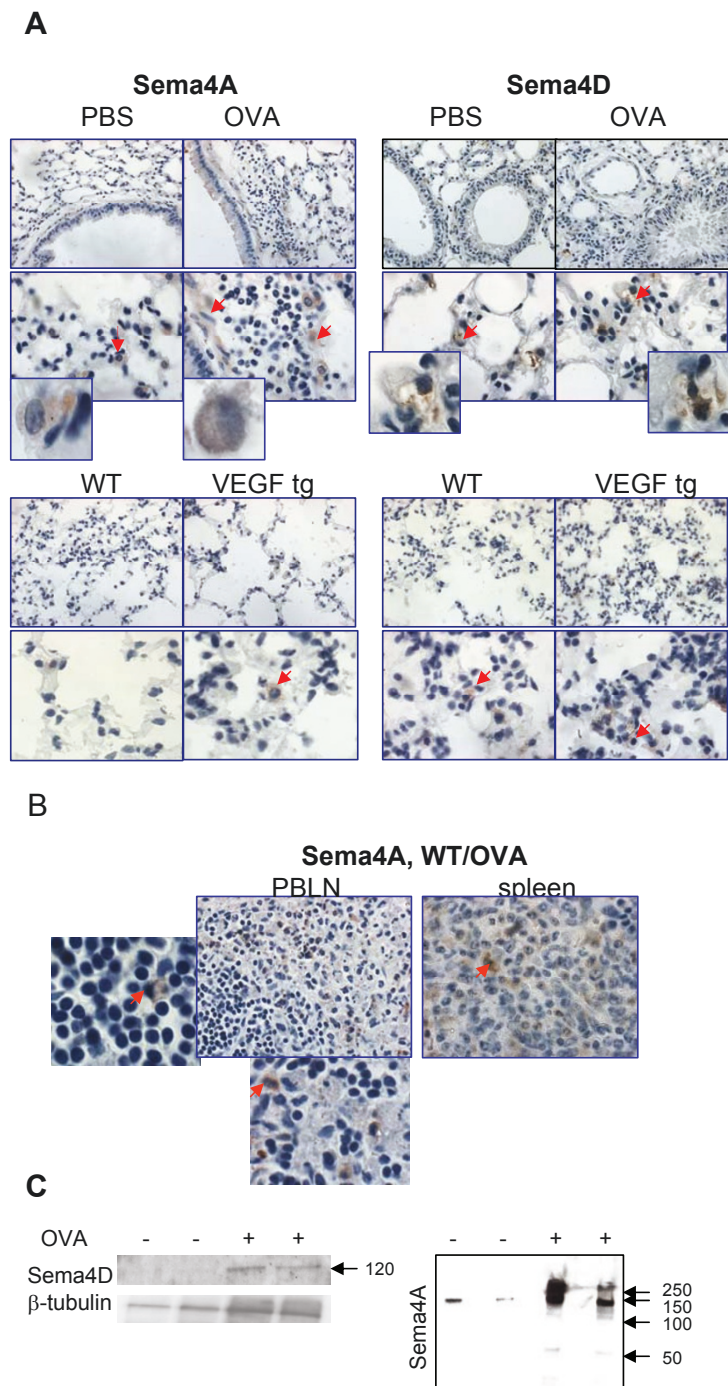 A
Sema4A Sema4D
PBS OVA PBS OVA
WT VEGF tg WT VEGF tg
B
Sema4A, WT/OVA
PBLN spleen
C
OVA - - + + - - + +
Sema4D 120
β-tubulin
Sema4A
250
150
100
50